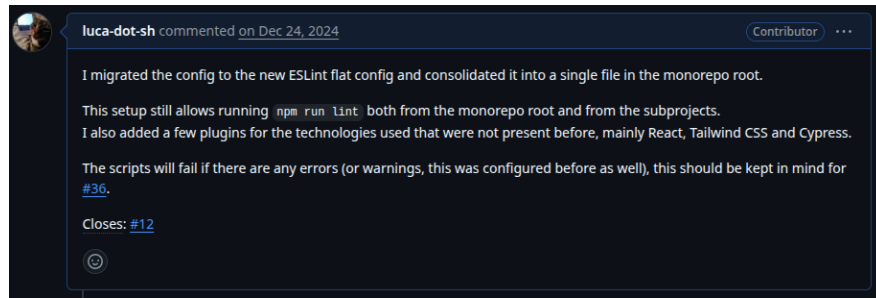 luca-dot-sh commented on Dec 24, 2024 Contributor ···
I migrated the config to the new ESLint flat config and consolidated it into a single file in the monorepo root.
This setup still allows running npm run lint both from the monorepo root and from the subprojects.
I also added a few plugins for the technologies used that were not present before, mainly React, Tailwind CSS and Cypress.
The scripts will fail if there are any errors (or warnings, this was configured before as well), this should be kept in mind for
#36.
Closes: #12